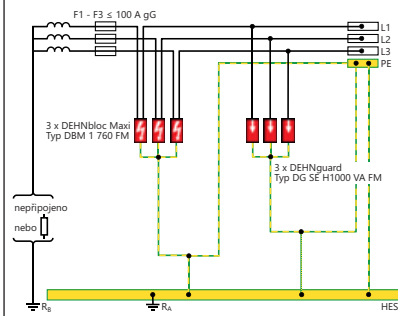 F1 - F3 ≤ 100 A gG
L1
L2
L3
PE
3 x DEHNbloc Maxi
Typ DBM 1 760 FM
3 x DEHNguard
Typ DG SE H1000 VA FM
nepřipojeno
nebo
RB
RA
HES